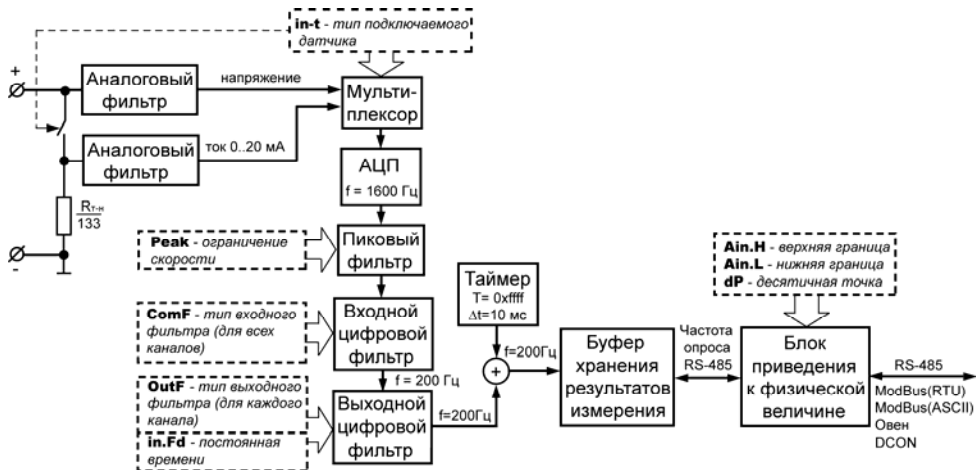 in-t - тип подключаемого
датчика
+
Аналоговый
фильтр
напряжение
Мульти-
плексор
Аналоговый
фильтр
ток 0..20 мА
АЦП
f = 1600 Гц
Rт-н
133
-
Peak - ограничение
скорости
Пиковый
фильтр
Таймер
T= 0xffff
Δt=10 мс
Ain.H - верхняя граница
Ain.L - нижняя граница
dP - десятичная точка
ComF - тип входного
фильтра (для всех
каналов)
Входной
цифровой
фильтр
f = 200 Гц
+
f=200Гц
Буфер
хранения
результатов
измерения
Частота
опроса
RS-485
Блок
приведения
к физической
величине
RS-485
ModBus(RTU)
ModBus(ASCII)
Овен
DCON
OutF - тип выходного
фильтра (для каждого
канала)
in.Fd - постоянная
времени
Выходной
цифровой
фильтр
f=200Гц